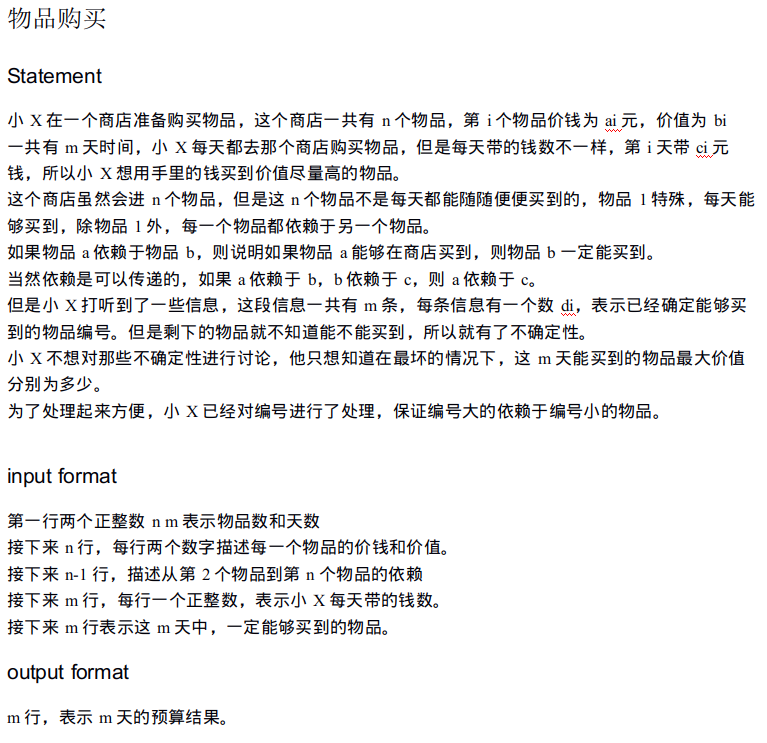 物品购买
Statement
小 X 在一个商店准备购买物品，这个商店一共有 n 个物品，第 i 个物品价钱为 ai 元，价值为 bi
一共有 m 天时间，小 X 每天都去那个商店购买物品，但是每天带的钱数不一样，第 i 天带 ci 元
钱，所以小 X 想用手里的钱买到价值尽量高的物品。
这个商店虽然会进 n 个物品，但是这 n 个物品不是每天都能随随便便买到的，物品 1 特殊，每天能
够买到，除物品 1 外，每一个物品都依赖于另一个物品。
如果物品 a 依赖于物品 b，则说明如果物品 a 能够在商店买到，则物品 b 一定能买到。
当然依赖是可以传递的，如果 a 依赖于 b，b 依赖于 c，则 a 依赖于 c。
但是小 X 打听到了一些信息，这段信息一共有 m 条，每条信息有一个数 di，表示已经确定能够买
到的物品编号。但是剩下的物品就不知道能不能买到，所以就有了不确定性。
小 X 不想对那些不确定性进行讨论，他只想知道在最坏的情况下，这 m 天能买到的物品最大价值
分别为多少。
为了处理起来方便，小 X 已经对编号进行了处理，保证编号大的依赖于编号小的物品。
input format
第一行两个正整数 n m 表示物品数和天数
接下来 n 行，每行两个数字描述每一个物品的价钱和价值。
接下来 n-1 行，描述从第 2 个物品到第 n 个物品的依赖
接下来 m 行，每行一个正整数，表示小 X 每天带的钱数。
接下来 m 行表示这 m 天中，一定能够买到的物品。
output format
m 行，表示 m 天的预算结果。